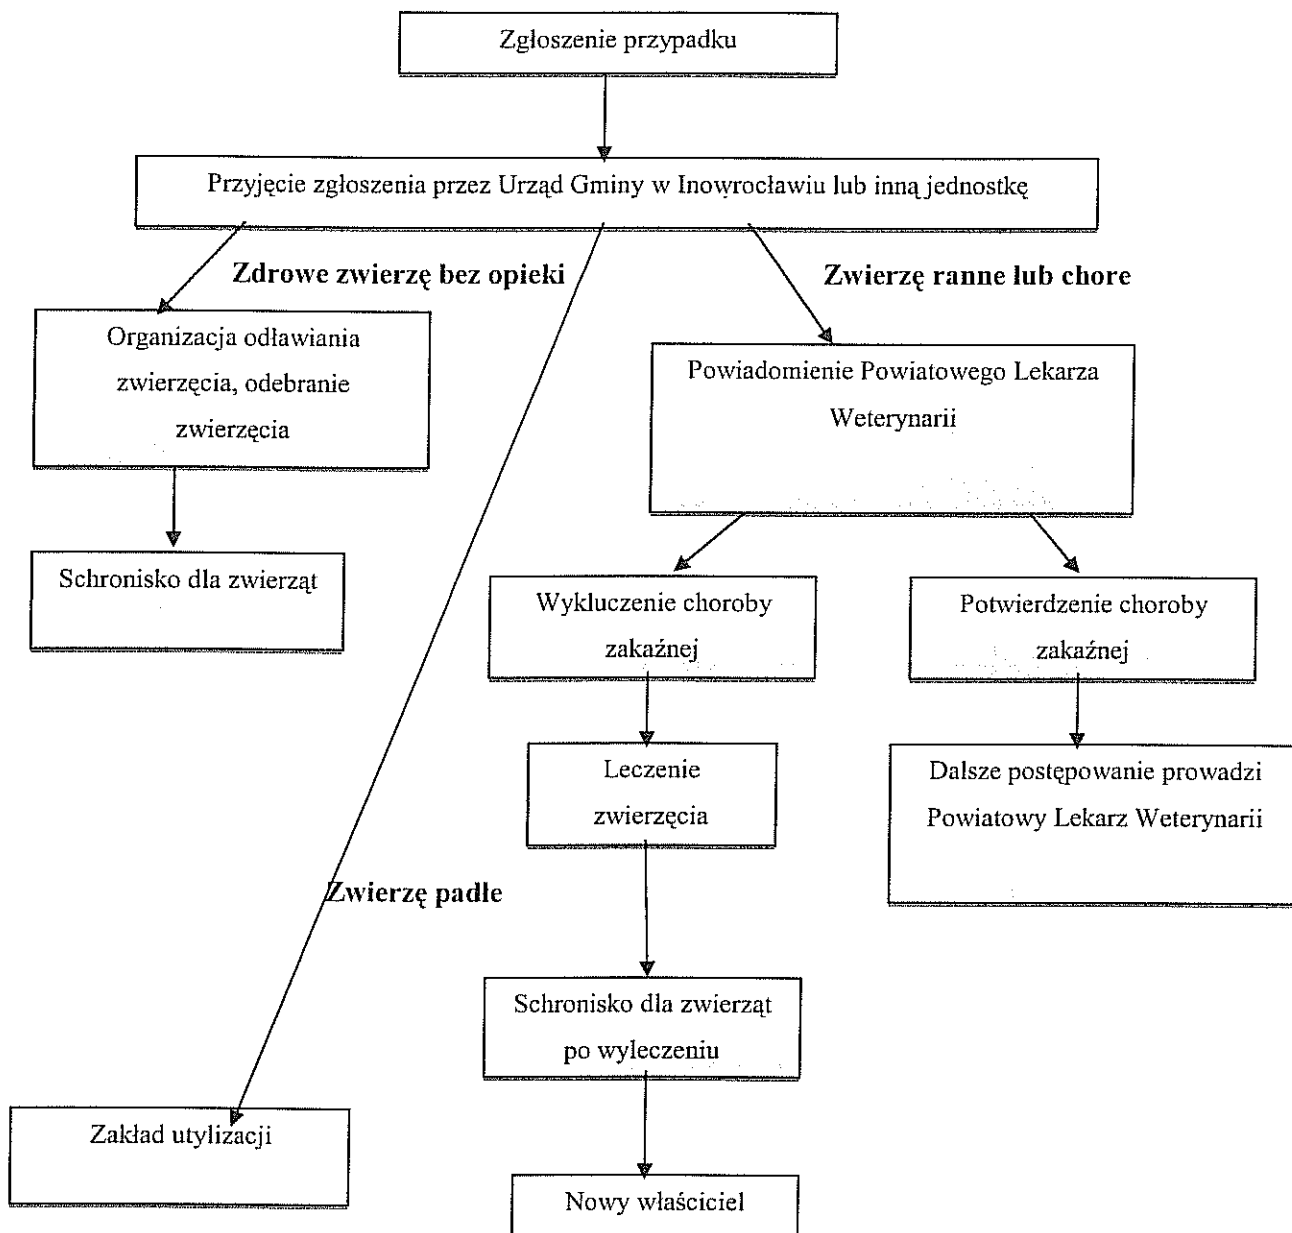 Zgłoszenie przypadku
Przyjęcie zgłoszenia przez Urząd Gminy w Inowrocławiu lub inną jednostkę
Zdrowe zwierzę bez opieki
Zwierzę ranne lub chore
Organizacja odławiania
zwierzęcia, odebranie
zwierzęcia
Powiadomienie Powiatowego Lekarza
Weterynarii
Schronisko dla zwierząt
Wykluczenie choroby
zakaźnej
Potwierdzenie choroby
zakaźnej
Leczenie
zwierzęcia
Dalsze postępowanie prowadzi
Powiatowy Lekarz Weterynarii
Zwierzę padłe
Schronisko dla zwierząt
po wyleczeniu
Zakład utylizacji
Nowy właściciel